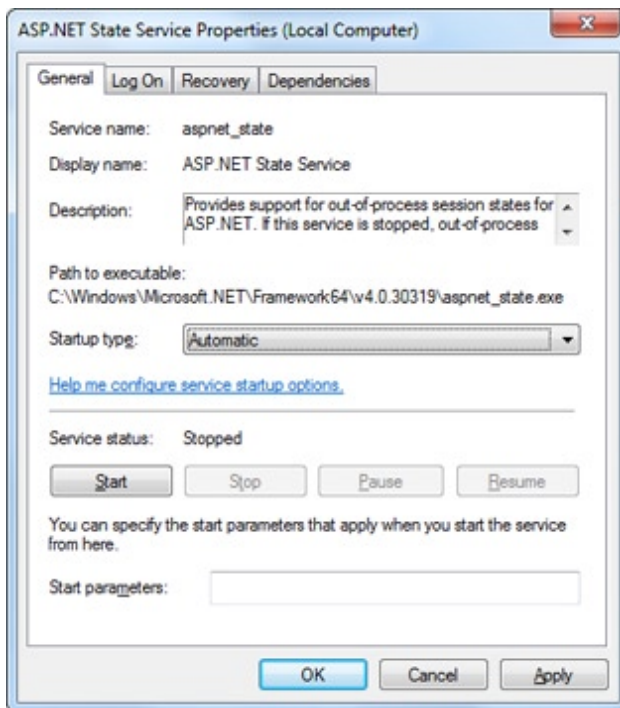 ASP.NET State Service Properties (Local Computer)
General Log On Recovery Dependencies
Service name: aspnet_state
Display name: ASP.NET State Service
Description: Provides support for out-of-process session states for
ASP.NET. If this service is stopped, out-of-process
Path to executable:
C:\Windows\Microsoft.NET\Framework64\v4.0.30319\aspnet_state.exe
Startup type: Automatic
Help me configure service startup options.
Service status: Stopped
Start Stop Pause Resume
You can specify the start parameters that apply when you start the service
from here.
Start parameters:
OK Cancel Apply